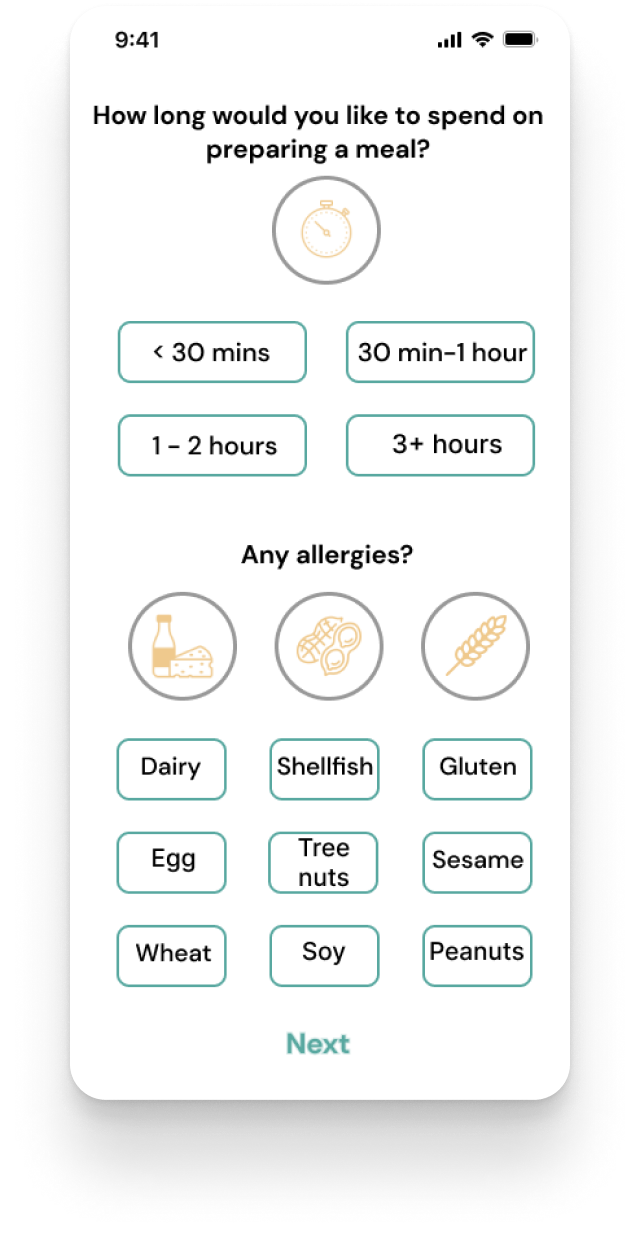 9:41
How long would you like to spend on
preparing a meal?
< 30 mins
30 min-1 hour
1 - 2 hours
3+ hours
Any allergies?
Dairy
Shellfish
Gluten
Egg
Tree
nuts
Sesame
Wheat
Soy
Peanuts
Next